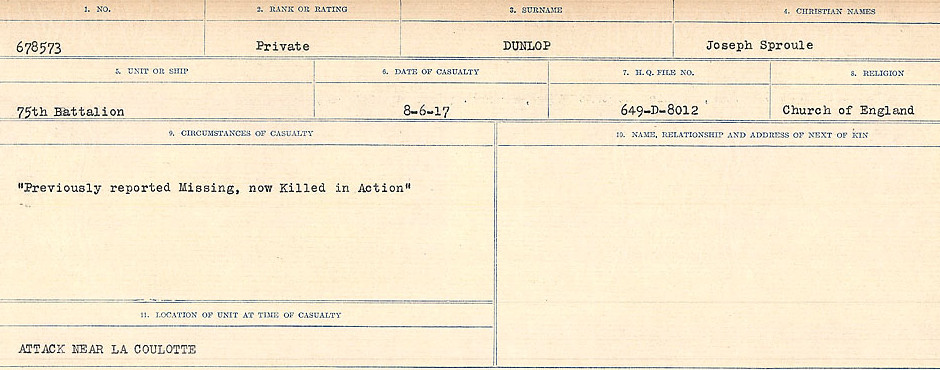 1. NO.
2. RANK OR RATING
3. SURNAME
4. CHRISTIAN NAMES
678573
Private
DUNLOP
Joseph Sproule
5. UNIT OR SHIP
6. DATE OF CASUALTY
7. H.Q. FILE NO.
8. RELIGION
75th Battalion
8-6-17
649-D-8012
Church of England
9. CIRCUMSTANCES OF CASUALTY
10. NAME, RELATIONSHIP AND ADDRESS OF NEXT OF KIN
"Previously reported Missing, now Killed in Action"
11. LOCATION OF UNIT AT TIME OF CASUALTY
ATTACK NEAR LA COULOTTE